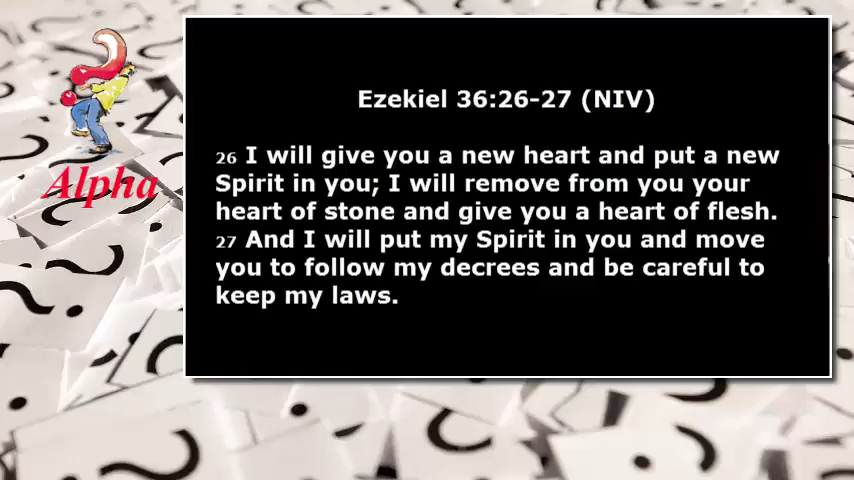 Alpha
Ezekiel 36:26-27 (NIV)
26 I will give you a new heart and put a new
Spirit in you; I will remove from you your
heart of stone and give you a heart of flesh.
27 And I will put my Spirit in you and move
you to follow my decrees and be careful to
keep my laws.